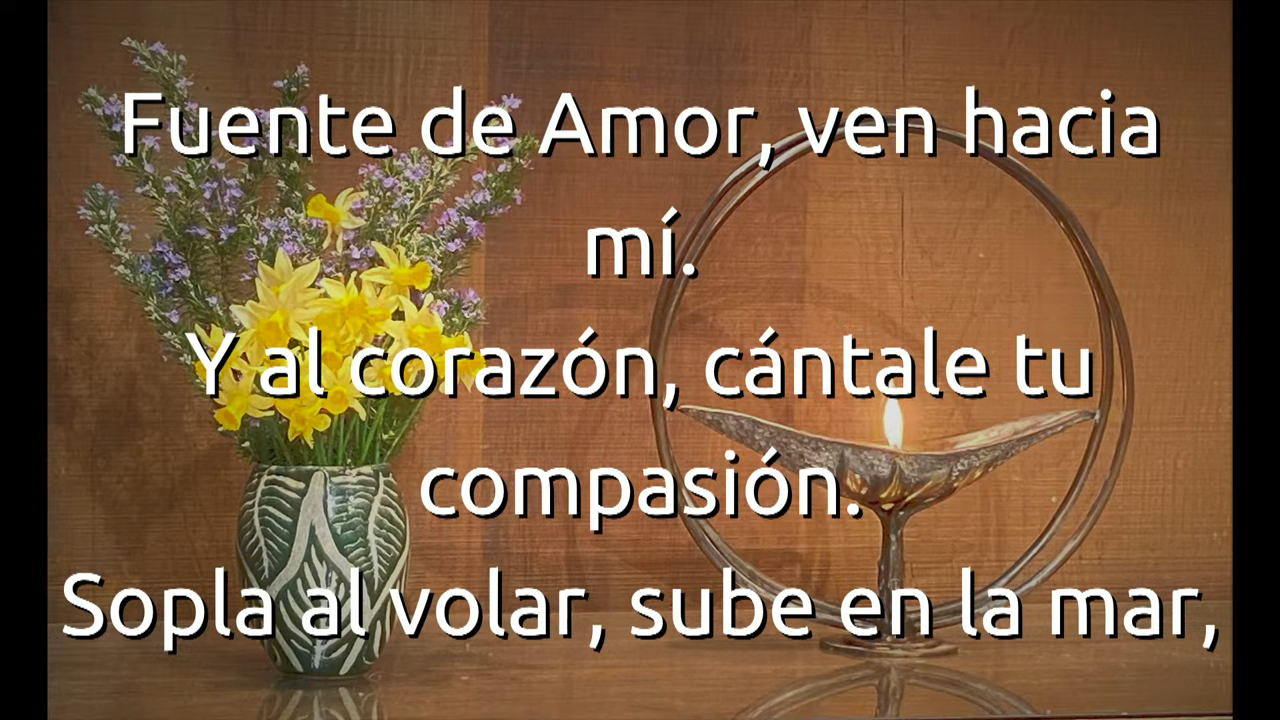 Fuente de Amor, ven hacia
mí.
Y al corazón, cántale tu
compasión.
Sopla al volar, sube en la mar,